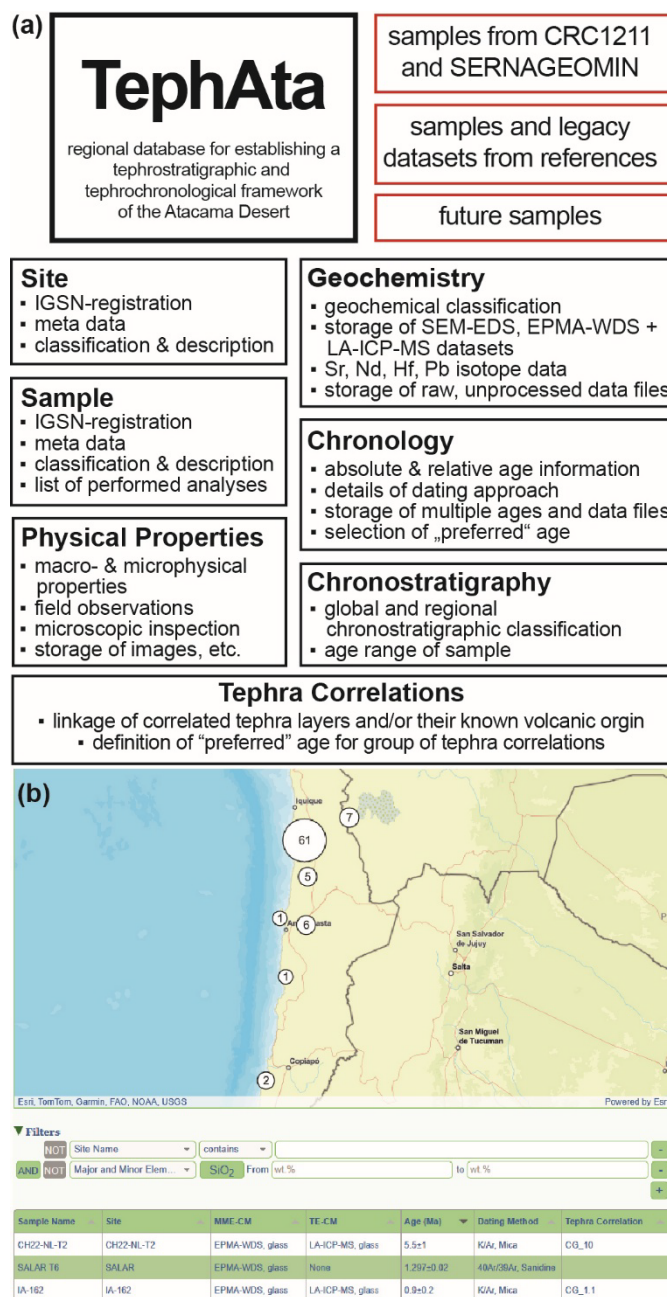 (a)
TephAta
regional database for establishing a
tephrostratigraphic and
tephrochronological framework
of the Atacama Desert
samples from CRC1211
and SERNAGEOMIN
samples and legacy
datasets from references
future samples
Site
▪ IGSN-registration
▪ meta data
▪ classification & description
Sample
▪ IGSN-registration
▪ meta data
▪ classification & description
▪ list of performed analyses
Physical Properties
▪ macro- & microphysical
properties
▪ field observations
▪ microscopic inspection
▪ storage of images, etc.
Geochemistry
▪ geochemical classification
▪ storage of SEM-EDS, EPMA-WDS +
LA-ICP-MS datasets
▪ Sr, Nd, Hf, Pb isotope data
▪ storage of raw, unprocessed data files
Chronology
▪ absolute & relative age information
▪ details of dating approach
▪ storage of multiple ages and data files
▪ selection of „preferred“ age
Chronostratigraphy
▪ global and regional
chronostratigraphic classification
▪ age range of sample
Tephra Correlations
▪ linkage of correlated tephra layers and/or their known volcanic orgin
▪ definition of “preferred” age for group of tephra correlations
(b)
Iquique
7
61
5
1
6
An asta
1
San Salvador
de Jujuy
Salta
San Miguel
de Tucuman
Copiapó
2
Esri, TomTom, Garmin, FAO, NOAA, USGS
Powered by Esri
▼ Filters
NOT Site Name contains -
AND NOT Major and Minor Elem... SiO₂ From wt % to wt % -
+
Sample Name Site MME-CM TE-CM Age (Ma) Dating Method Tephra Correlation
CH22-NL-T2 CH22-NL-T2 EPMA-WDS, glass LA-ICP-MS, glass 5.5±1 K/Ar, Mica CG_10
SALAR T6 SALAR EPMA-WDS, glass None 1.297±0.02 40Ar/39Ar, Sanidine
IA-162 IA-162 EPMA-WDS, glass LA-ICP-MS, glass 0.9±0.2 K/Ar, Mica CG_1.1